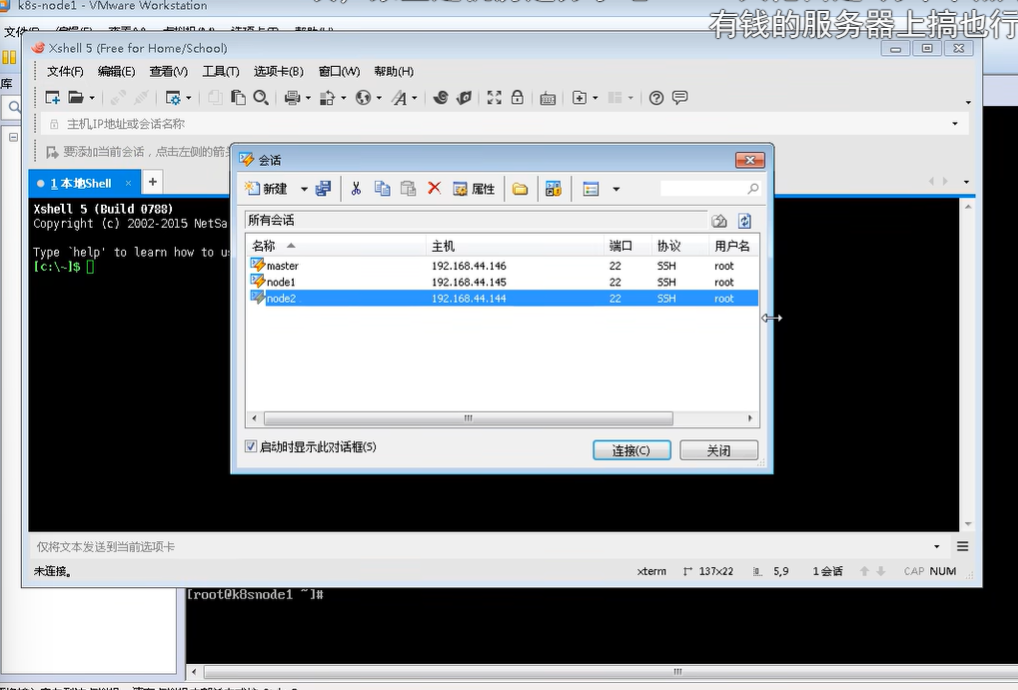 k8s-node1 - VMware Workstation
有钱的服务器上搞也行
库
Xshell 5 (Free for Home/School)
文件(F) 编辑(E) 查看(V) 工具(T) 选项卡(B) 窗口(W) 帮助(H)
主机,IP地址或会话名称
要添加当前会话，点击左侧的箭头
1 本地Shell × +
Xshell 5 (Build 0788)
Copyright (c) 2002-2015 NetSa
Type `help' to learn how to u
[c:\~]$
会话
新建 属性
所有会话
名称 主机 端口 协议 用户名
master 192.168.44.146 22 SSH root
node1 192.168.44.145 22 SSH root
node2 192.168.44.144 22 SSH root
启动时显示此对话框(S)
连接(C) 关闭
仅将文本发送到当前选项卡
未连接。
xterm 137x22 5,9 1会话 CAP NUM
[root@k8snode1 ~]#